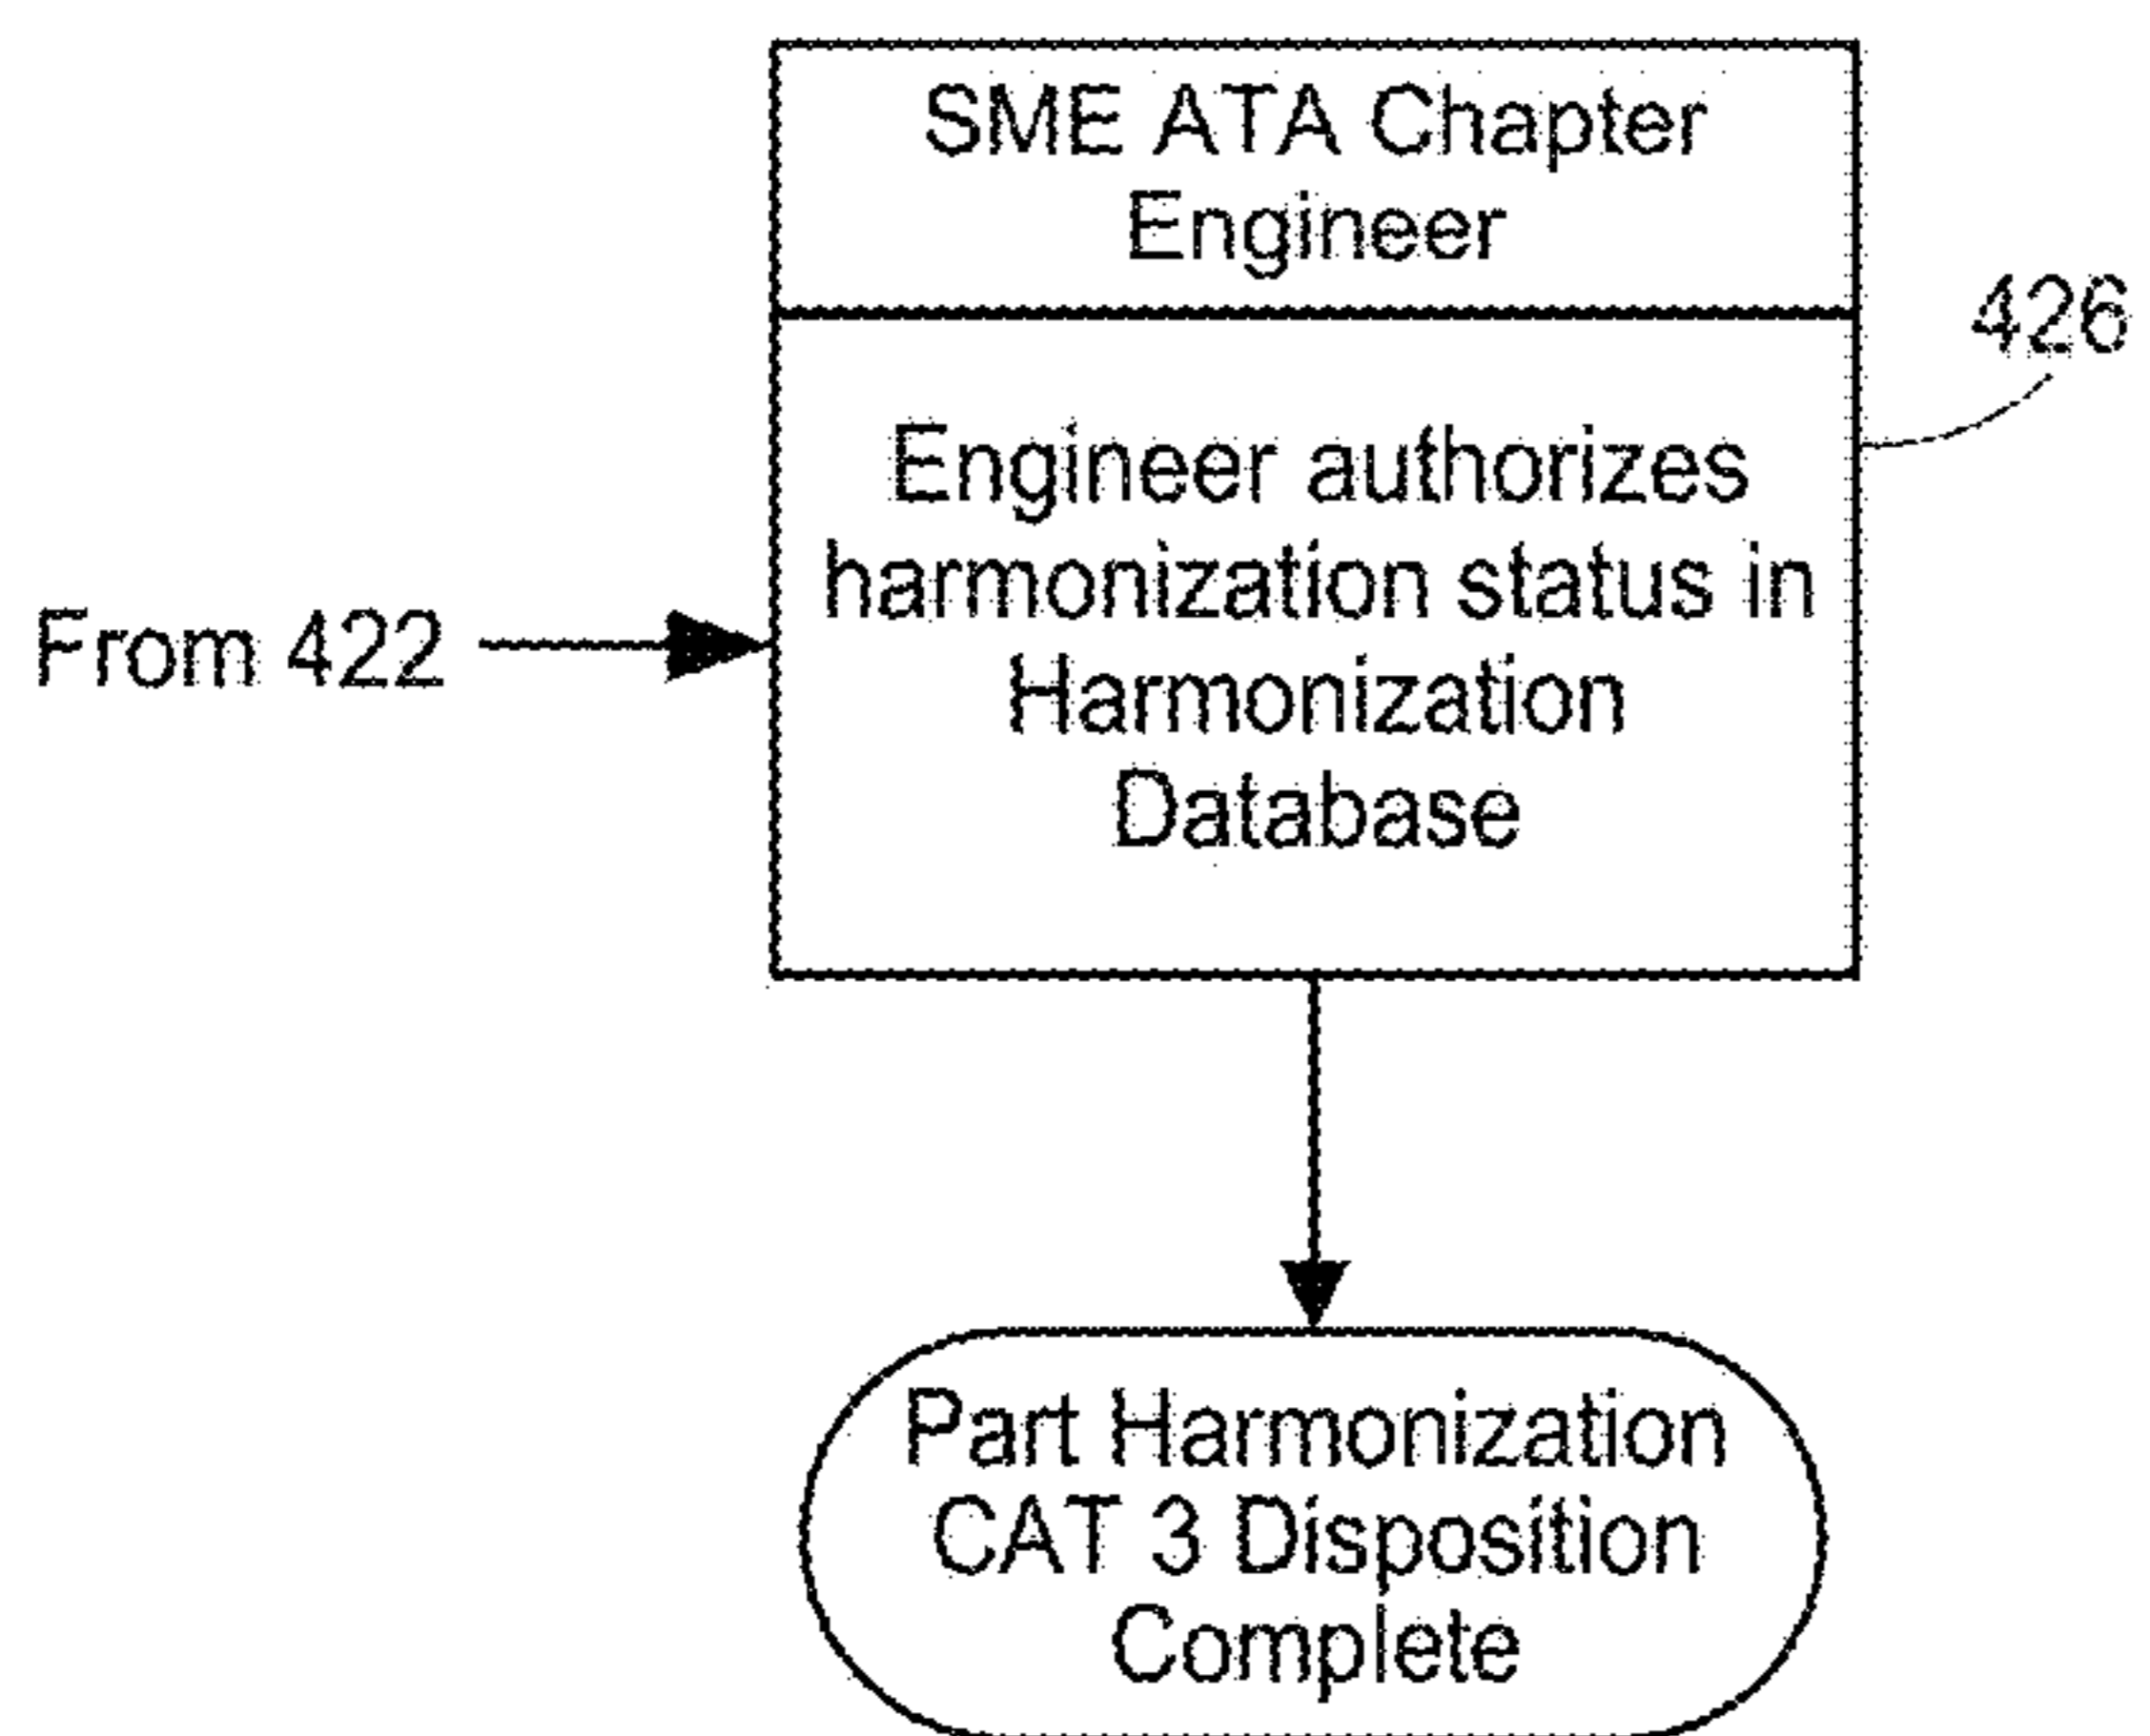 SME ATA Chapter
Engineer
426
Engineer authorizes
harmonization status in
Harmonization
Database
From 422
Part Harmonization
CAT 3 Disposition
Complete